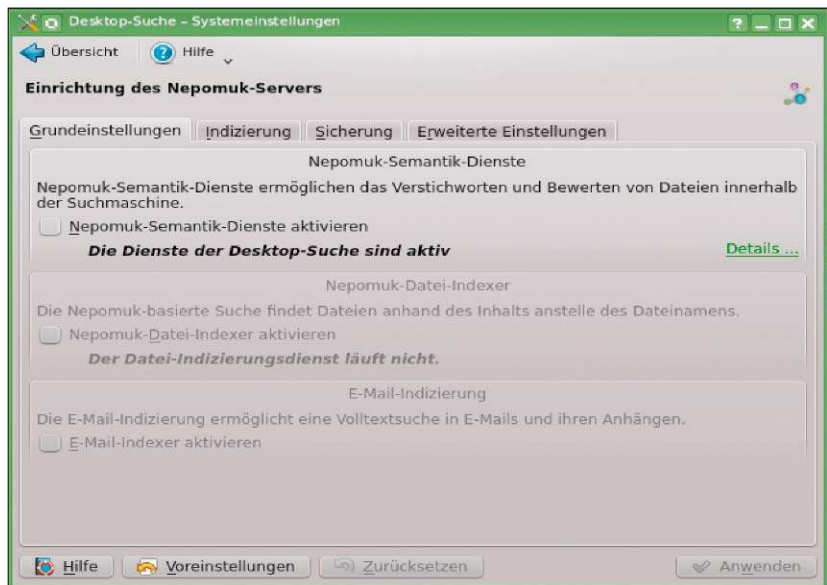 Desktop-Suche – Systemeinstellungen
Übersicht Hilfe
Einrichtung des Nepomuk-Servers
Grundeinstellungen Indizierung Sicherung Erweiterte Einstellungen
Nepomuk-Semantik-Dienste
Nepomuk-Semantik-Dienste ermöglichen das Verstichworten und Bewerten von Dateien innerhalb
der Suchmaschine.
Nepomuk-Semantik-Dienste aktivieren
Die Dienste der Desktop-Suche sind aktiv Details ...
Nepomuk-Datei-Indexer
Die Nepomuk-basierte Suche findet Dateien anhand des Inhalts anstelle des Dateinamens.
Nepomuk-Datei-Indexer aktivieren
Der Datei-Indizierungsdienst läuft nicht.
E-Mail-Indizierung
Die E-Mail-Indizierung ermöglicht eine Volltextsuche in E-Mails und ihren Anhängen.
E-Mail-Indexer aktivieren
Hilfe Voreinstellungen Zurücksetzen Anwenden